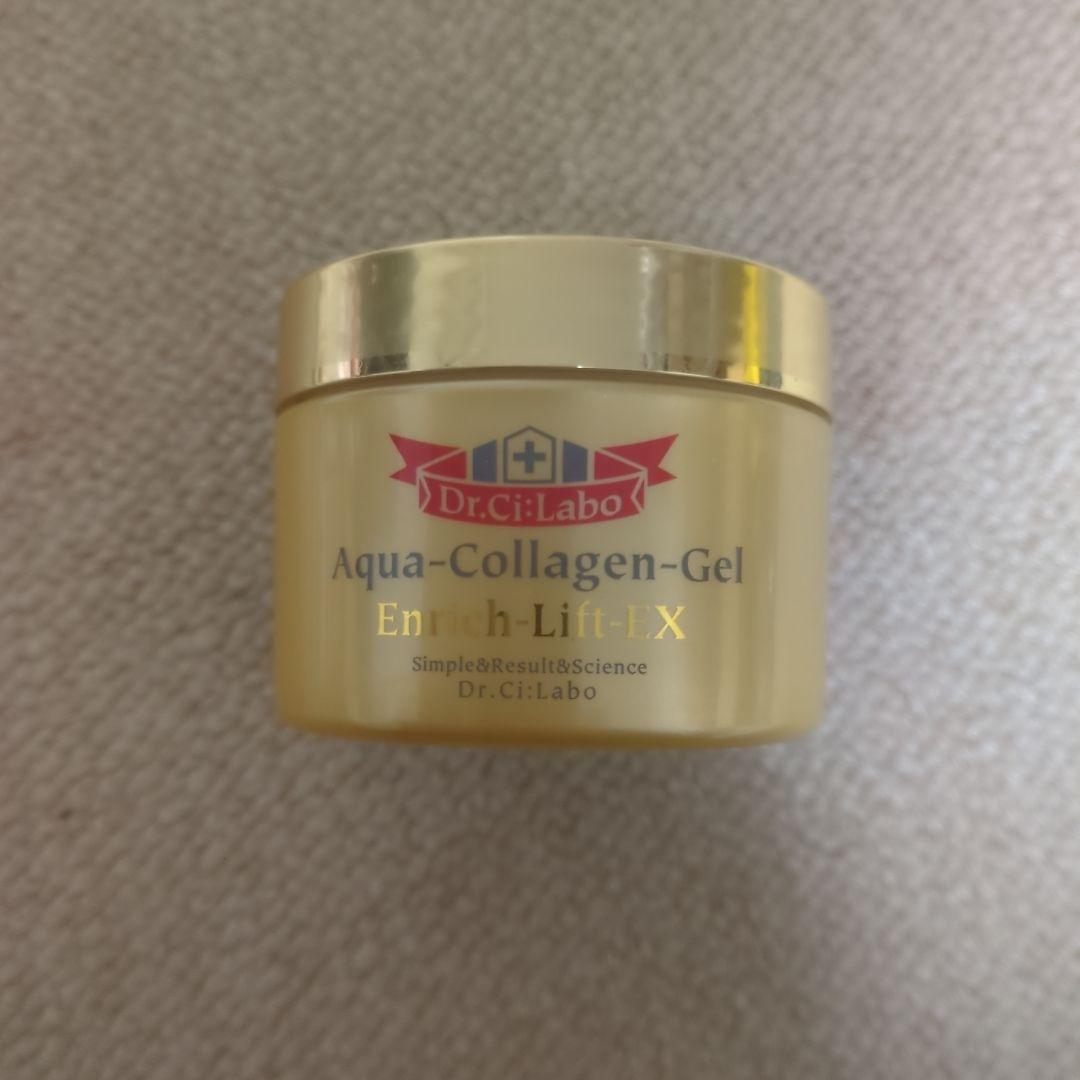 Dr.Ci:Labo
Aqua-Collagen-Gel
Enrich-Lift-EX
Simple&Result&Science
Dr.Ci:Labo